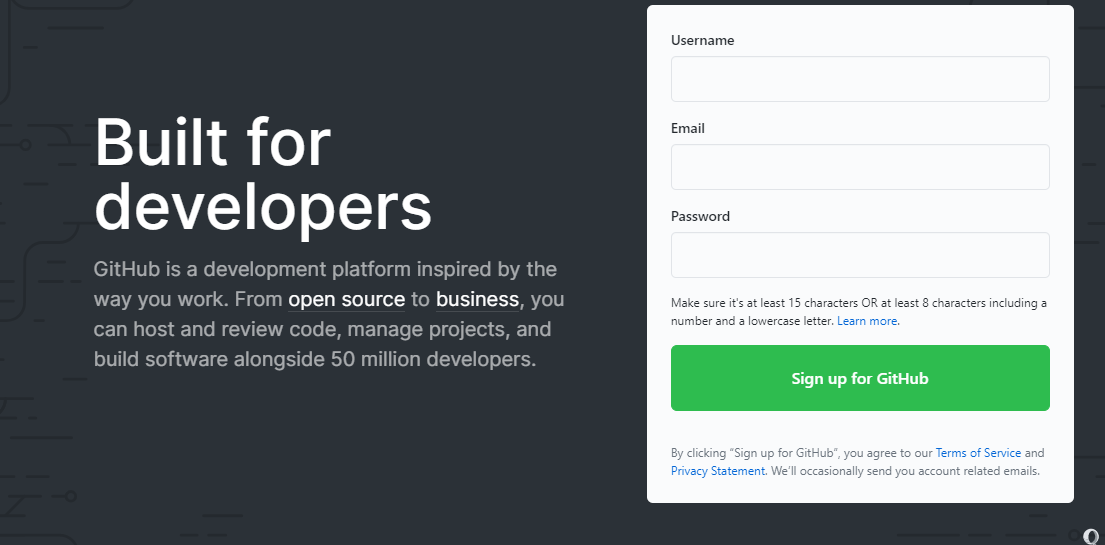 Built for
developers
GitHub is a development platform inspired by the
way you work. From open source to business, you
can host and review code, manage projects, and
build software alongside 50 million developers.
Username
Email
Password
Make sure it's at least 15 characters OR at least 8 characters including a
number and a lowercase letter. Learn more.
Sign up for GitHub
By clicking “Sign up for GitHub”, you agree to our Terms of Service and
Privacy Statement. We’ll occasionally send you account related emails.